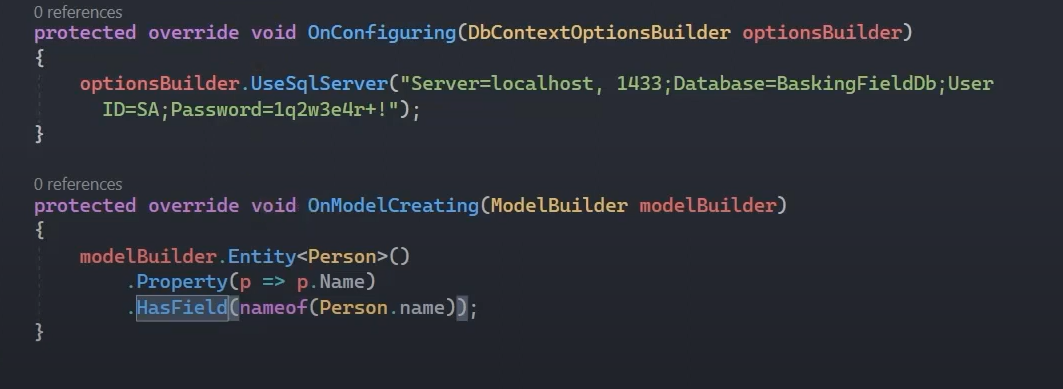 0 references
protected override void OnConfiguring(DbContextOptionsBuilder optionsBuilder)
{
optionsBuilder.UseSqlServer("Server=localhost, 1433;Database=BaskingFieldDb;User
ID=SA;Password=1q2w3e4r+!");
}
0 references
protected override void OnModelCreating(ModelBuilder modelBuilder)
{
modelBuilder.Entity<Person>()
.Property(p => p.Name)
.HasField(nameof(Person.name));
}